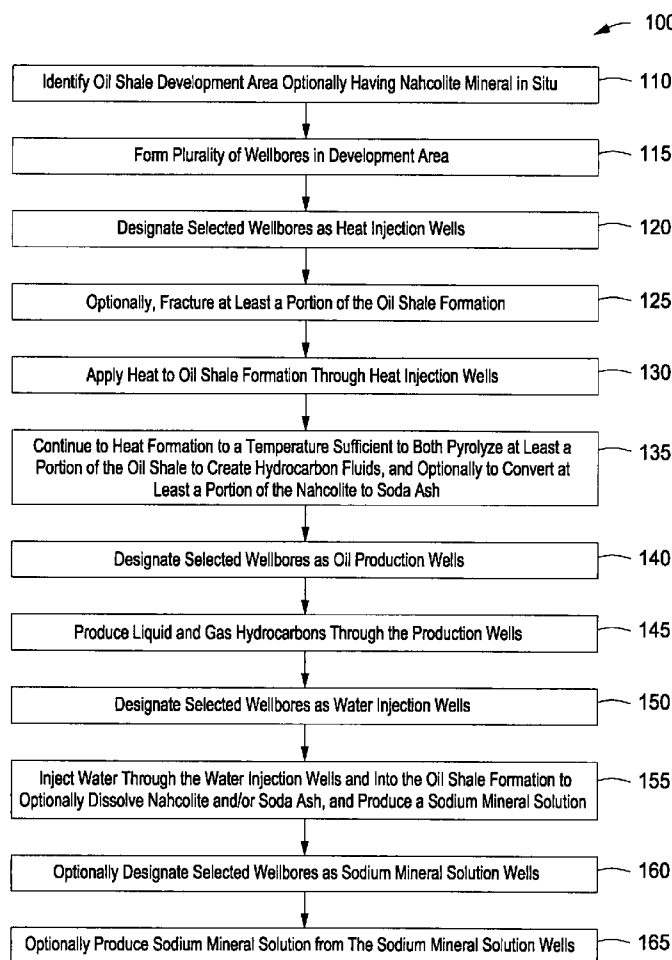 100
Identify Oil Shale Development Area Optionally Having Nahcolite Mineral in Situ
110
Form Plurality of Wellbores in Development Area
115
Designate Selected Wellbores as Heat Injection Wells
120
Optionally, Fracture at Least a Portion of the Oil Shale Formation
125
Apply Heat to Oil Shale Formation Through Heat Injection Wells
130
Continue to Heat Formation to a Temperature Sufficient to Both Pyrolyze at Least a
Portion of the Oil Shale to Create Hydrocarbon Fluids, and Optionally to Convert at
Least a Portion of the Nahcolite to Soda Ash
135
Designate Selected Wellbores as Oil Production Wells
140
Produce Liquid and Gas Hydrocarbons Through the Production Wells
145
Designate Selected Wellbores as Water Injection Wells
150
Inject Water Through the Water Injection Wells and Into the Oil Shale Formation to
Optionally Dissolve Nahcolite and/or Soda Ash, and Produce a Sodium Mineral Solution
155
Optionally Designate Selected Wellbores as Sodium Mineral Solution Wells
160
Optionally Produce Sodium Mineral Solution from The Sodium Mineral Solution Wells
165